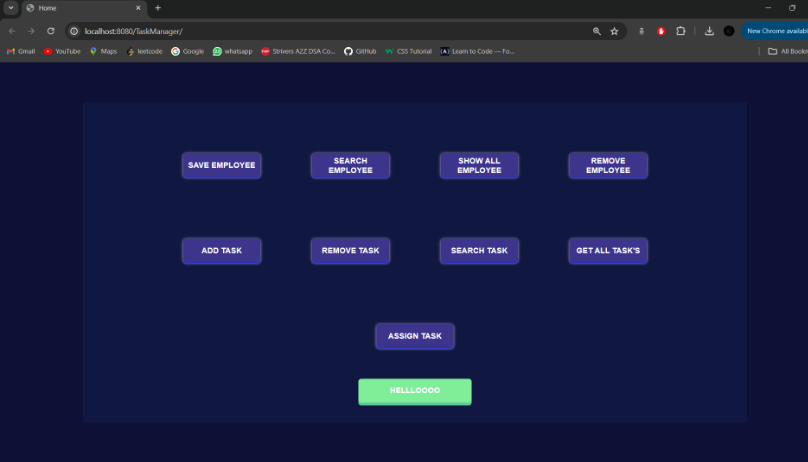 Home
localhost:8080/TaskManager/
New Chrome available
Gmail YouTube Maps leetcode Google whatsapp Strivers A2Z DSA Co... GitHub CSS Tutorial Learn to Code — Fo...
All Bookm
SAVE EMPLOYEE
SEARCH
EMPLOYEE
SHOW ALL
EMPLOYEE
REMOVE
EMPLOYEE
ADD TASK
REMOVE TASK
SEARCH TASK
GET ALL TASK'S
ASSIGN TASK
HELLLOOOO